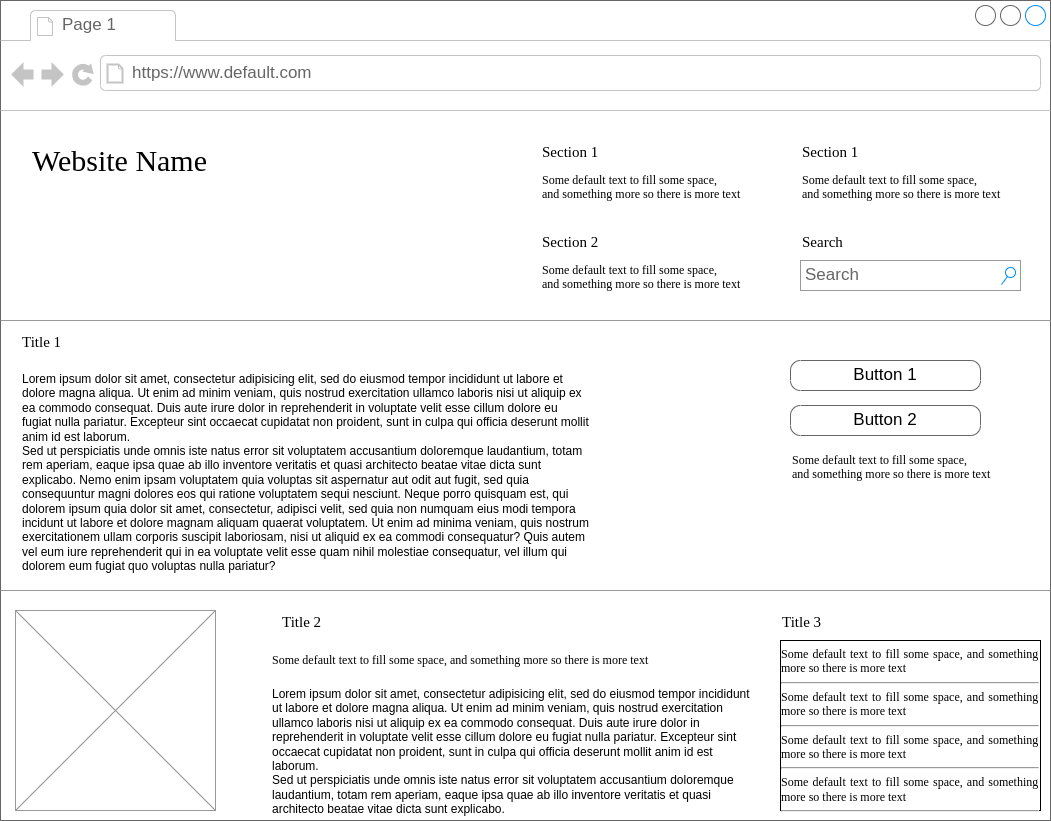 Page 1
https://www.default.com
Website Name
Section 1
Some default text to fill some space,
and something more so there is more text
Section 1
Some default text to fill some space,
and something more so there is more text
Section 2
Some default text to fill some space,
and something more so there is more text
Search
Search
Title 1
Lorem ipsum dolor sit amet, consectetur adipisicing elit, sed do eiusmod tempor incididunt ut labore et
dolore magna aliqua. Ut enim ad minim veniam, quis nostrud exercitation ullamco laboris nisi ut aliquip ex
ea commodo consequat. Duis aute irure dolor in reprehenderit in voluptate velit esse cillum dolore eu
fugiat nulla pariatur. Excepteur sint occaecat cupidatat non proident, sunt in culpa qui officia deserunt mollit
anim id est laborum.
Sed ut perspiciatis unde omnis iste natus error sit voluptatem accusantium doloremque laudantium, totam
rem aperiam, eaque ipsa quae ab illo inventore veritatis et quasi architecto beatae vitae dicta sunt
explicabo. Nemo enim ipsam voluptatem quia voluptas sit aspernatur aut odit aut fugit, sed quia
consequuntur magni dolores eos qui ratione voluptatem sequi nesciunt. Neque porro quisquam est, qui
dolorem ipsum quia dolor sit amet, consectetur, adipisci velit, sed quia non numquam eius modi tempora
incidunt ut labore et dolore magnam aliquam quaerat voluptatem. Ut enim ad minima veniam, quis nostrum
exercitationem ullam corporis suscipit laboriosam, nisi ut aliquid ex ea commodi consequatur? Quis autem
vel eum iure reprehenderit qui in ea voluptate velit esse quam nihil molestiae consequatur, vel illum qui
dolorem eum fugiat quo voluptas nulla pariatur?
Button 1
Button 2
Some default text to fill some space,
and something more so there is more text
Title 2
Some default text to fill some space, and something more so there is more text
Lorem ipsum dolor sit amet, consectetur adipisicing elit, sed do eiusmod tempor incididunt
ut labore et dolore magna aliqua. Ut enim ad minim veniam, quis nostrud exercitation
ullamco laboris nisi ut aliquip ex ea commodo consequat. Duis aute irure dolor in
reprehenderit in voluptate velit esse cillum dolore eu fugiat nulla pariatur. Excepteur sint
occaecat cupidatat non proident, sunt in culpa qui officia deserunt mollit anim id est
laborum.
Sed ut perspiciatis unde omnis iste natus error sit voluptatem accusantium doloremque
laudantium, totam rem aperiam, eaque ipsa quae ab illo inventore veritatis et quasi
architecto beatae vitae dicta sunt explicabo.
Title 3
Some default text to fill some space, and something
more so there is more text
Some default text to fill some space, and something
more so there is more text
Some default text to fill some space, and something
more so there is more text
Some default text to fill some space, and something
more so there is more text